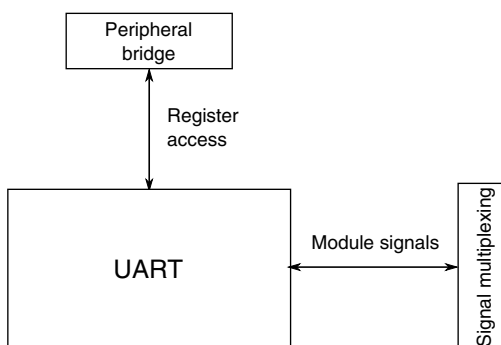 Peripheral
bridge
Register
access
UART
Module signals
Signal multiplexing